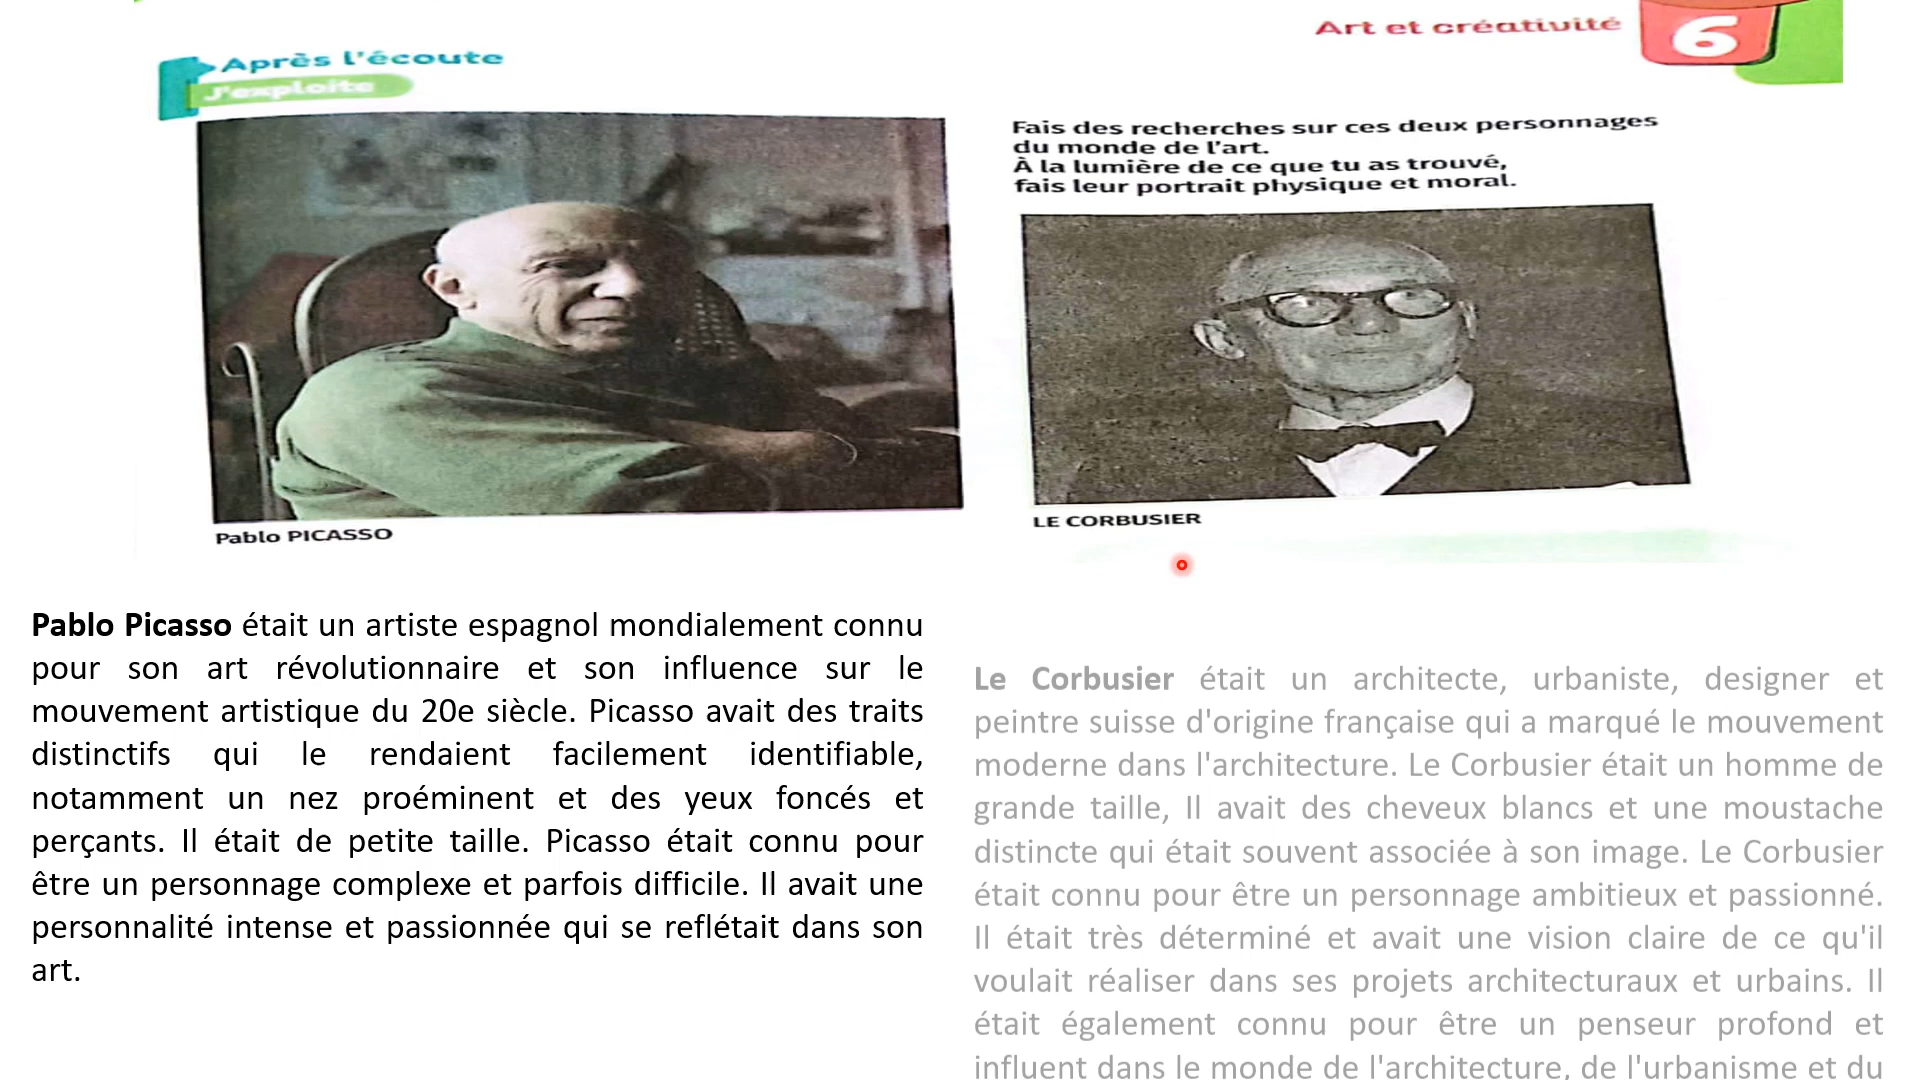 Art et créativité
6
Après l'écoute
J'exploite
Fais des recherches sur ces deux personnages
du monde de l'art.
À la lumière de ce que tu as trouvé,
fais leur portrait physique et moral.
Pablo PICASSO
LE CORBUSIER
Pablo Picasso était un artiste espagnol mondialement connu
pour son art révolutionnaire et son influence sur le
mouvement artistique du 20e siècle. Picasso avait des traits
distinctifs qui le rendaient facilement identifiable,
notamment un nez proéminent et des yeux foncés et
perçants. Il était de petite taille. Picasso était connu pour
être un personnage complexe et parfois difficile. Il avait une
personnalité intense et passionnée qui se reflétait dans son
art.
Le Corbusier était un architecte, urbaniste, designer et
peintre suisse d'origine française qui a marqué le mouvement
moderne dans l'architecture. Le Corbusier était un homme de
grande taille, Il avait des cheveux blancs et une moustache
distincte qui était souvent associée à son image. Le Corbusier
était connu pour être un personnage ambitieux et passionné.
Il était très déterminé et avait une vision claire de ce qu'il
voulait réaliser dans ses projets architecturaux et urbains. Il
était également connu pour être un penseur profond et
influent dans le monde de l'architecture, de l'urbanisme et du